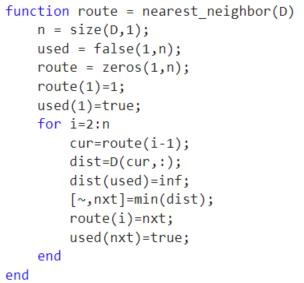 function route = nearest_neighbor(D)
    n = size(D,1);
    used = false(1,n);
    route = zeros(1,n);
    route(1)=1;
    used(1)=true;
    for i=2:n
        cur=route(i-1);
        dist=D(cur,:);
        dist(used)=inf;
        [~,nxt]=min(dist);
        route(i)=nxt;
        used(nxt)=true;
    end
end